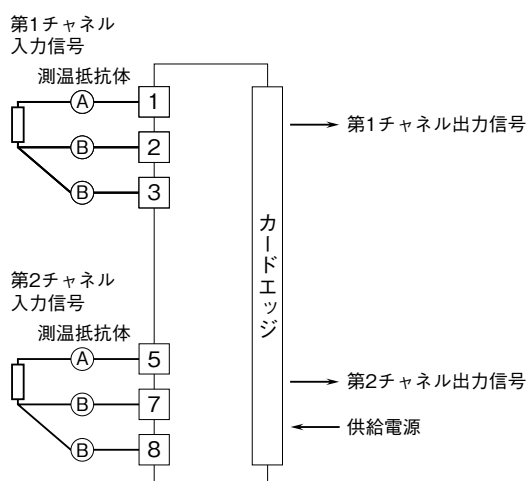 第1チャネル
入力信号
測温抵抗体
A
1
B
2
B
3
第1チャネル出力信号
カードエッジ
第2チャネル
入力信号
測温抵抗体
A
5
B
7
B
8
第2チャネル出力信号
供給電源